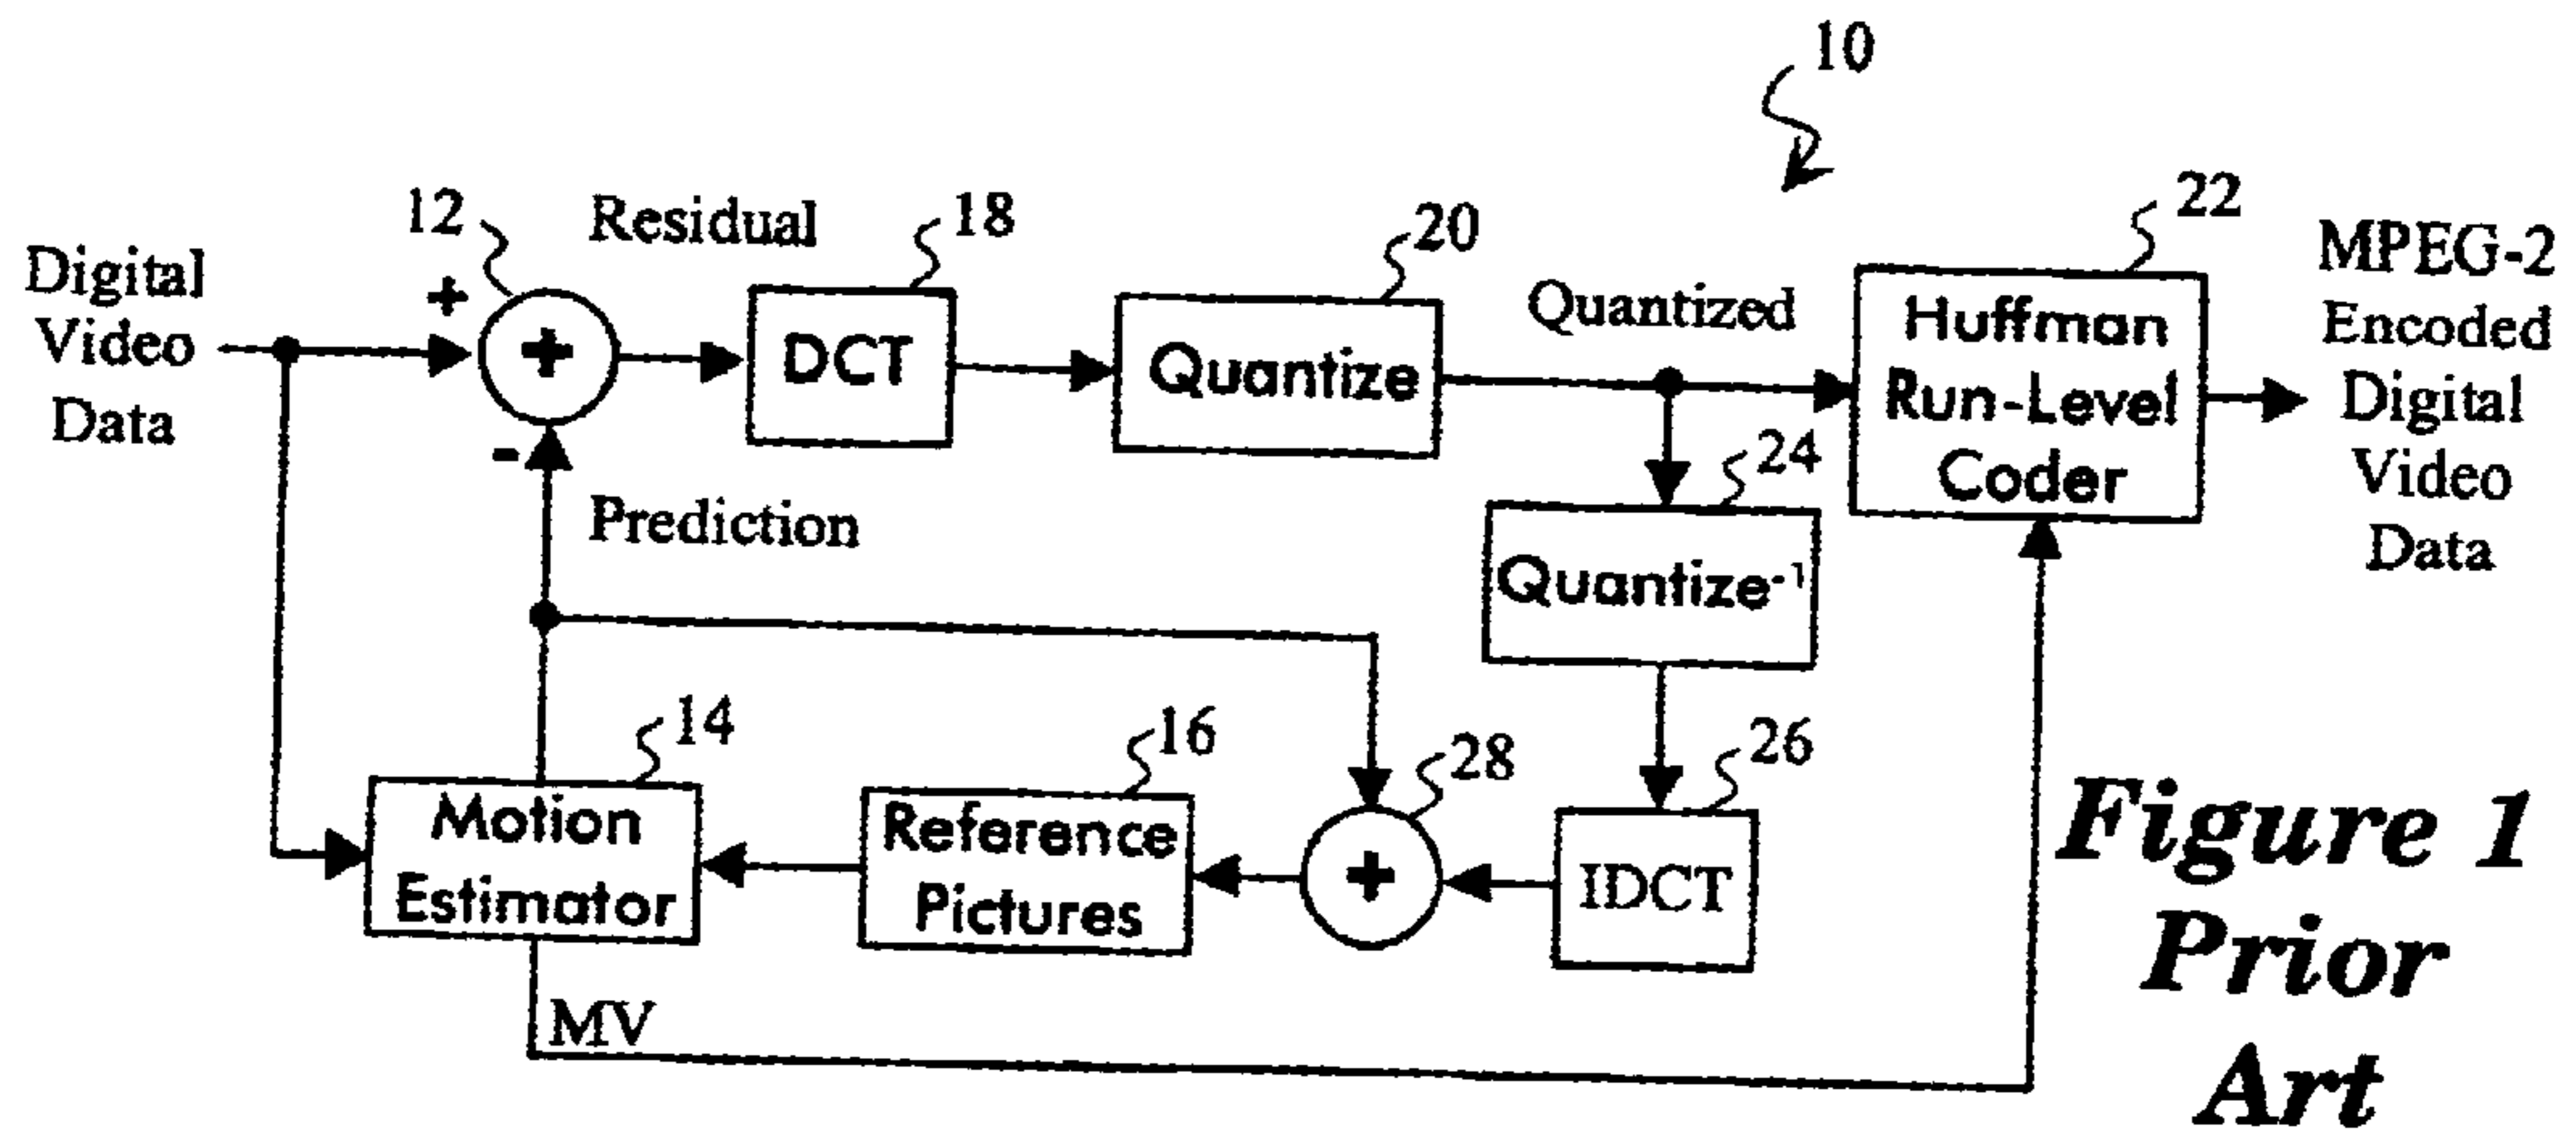 10
12
Residual
18
20
22
Digital
Video
Data
+
+
-
DCT
Quantize
Quantized
Huffman
Run-Level
Coder
MPEG-2
Encoded
Digital
Video
Data
Prediction
24
Quantize-1
14
Motion
Estimator
16
Reference
Pictures
28
+
26
IDCT
MV
Figure 1
Prior
Art